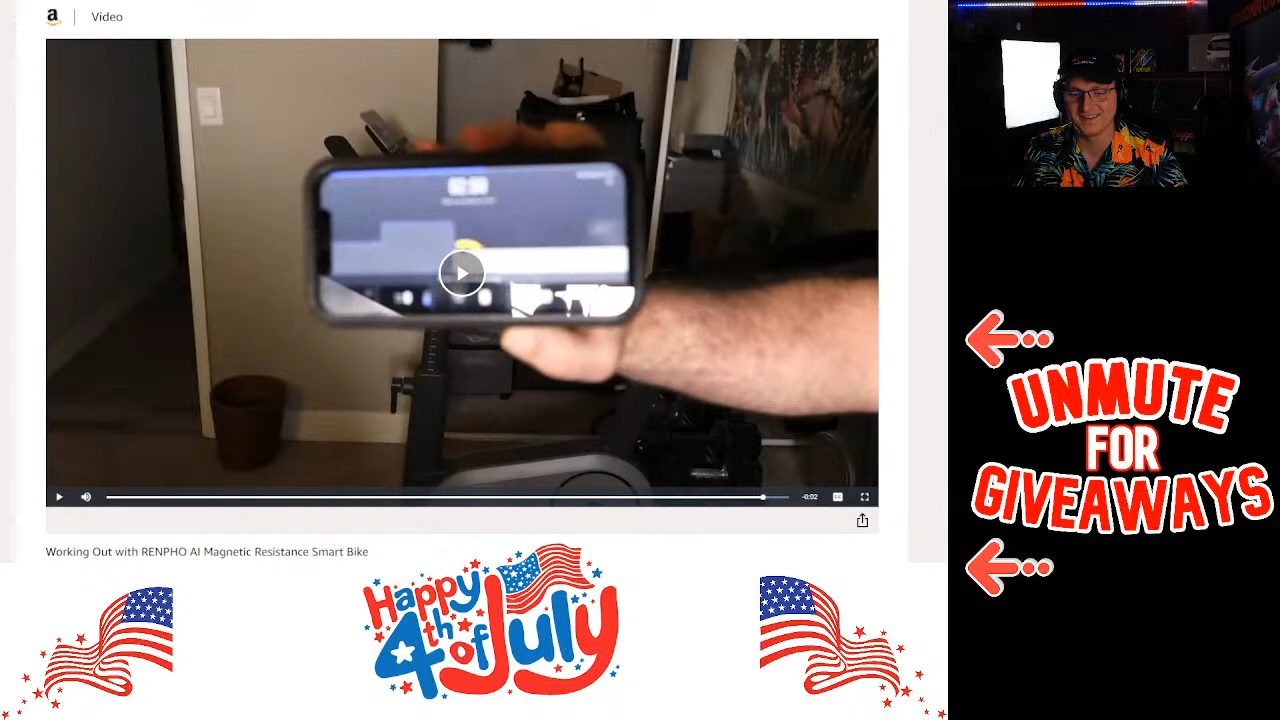 Video
-0:02
Working Out with RENPHO AI Magnetic Resistance Smart Bike
Happy
4th
of July
UNMUTE
FOR
GIVEAWAYS